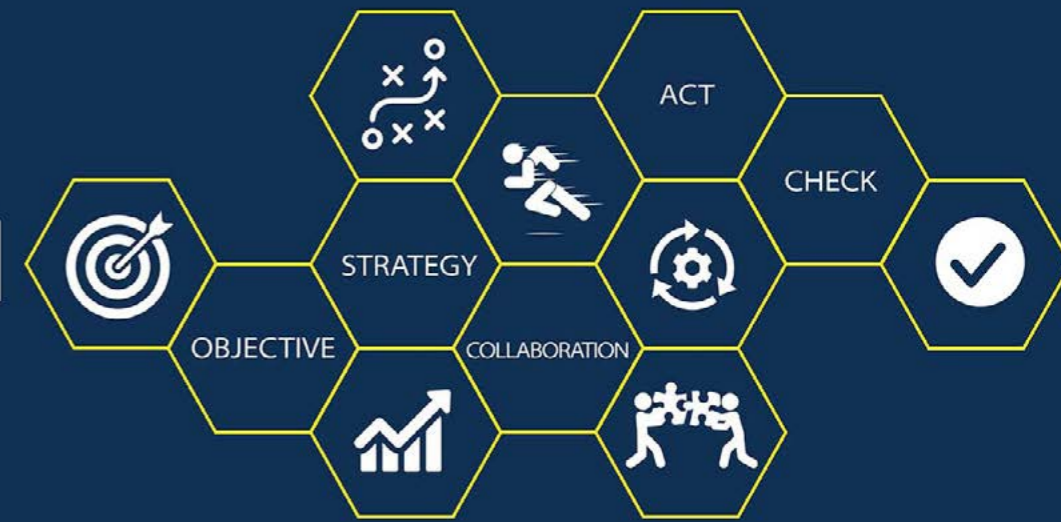 ACT
CHECK
STRATEGY
OBJECTIVE
COLLABORATION